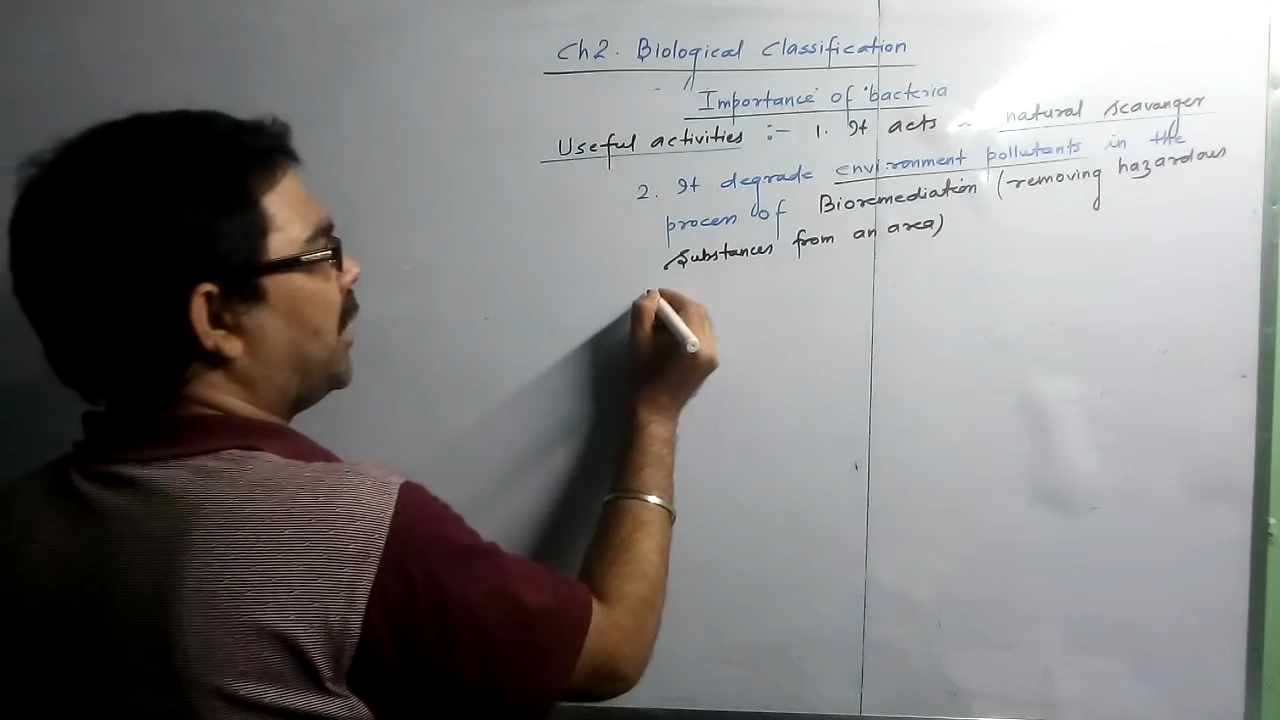 Ch2. Biological Classification
Importance of bacteria
Useful activities :- 1. It acts ~ natural scavanger
2. It degrade environment pollutants in the
process of Bioremediation (removing hazardous
substances from an area)